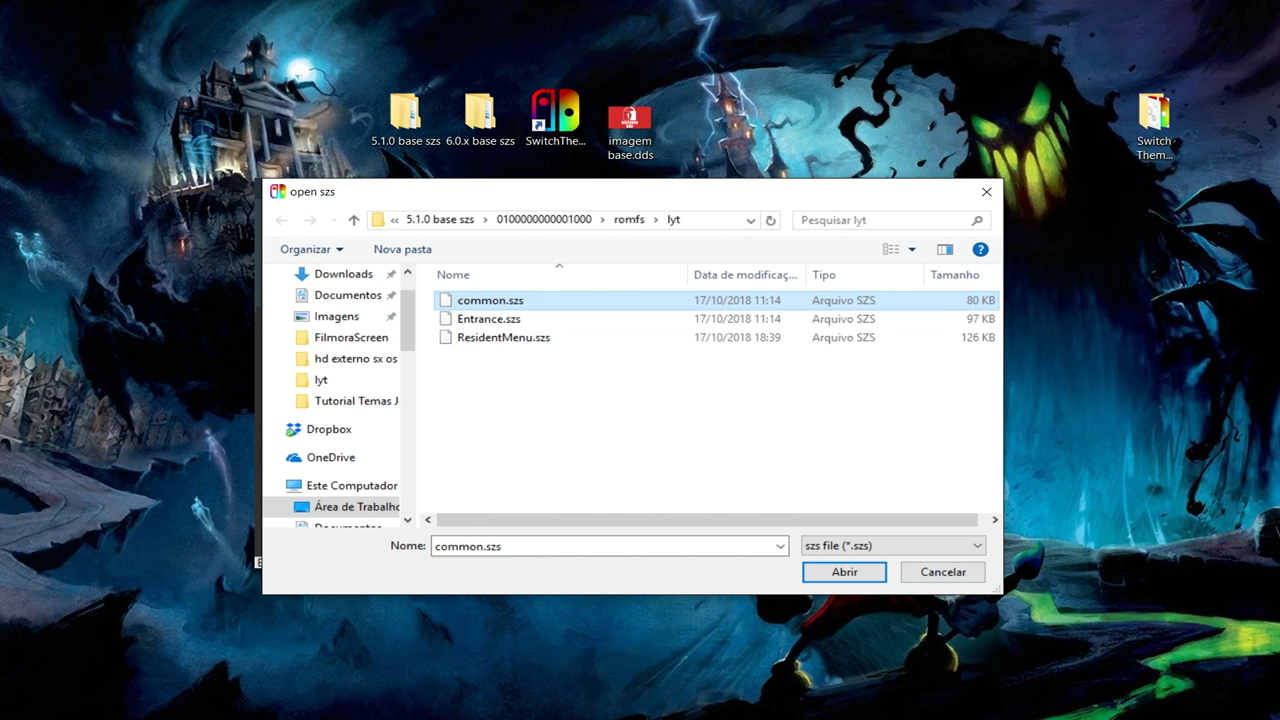 5.1.0 base szs
6.0.x base szs
SwitchThe...
imagem
base.dds
Switch
Them...
open szs
« 5.1.0 base szs › 0100000000001000 › romfs › lyt
Pesquisar lyt
Organizar
Nova pasta
Downloads
Documentos
Imagens
FilmoraScreen
hd externo sx os
lyt
Tutorial Temas J
Dropbox
OneDrive
Este Computador
Área de Trabalho
Documentos
Nome Data de modificaç... Tipo Tamanho
common.szs 17/10/2018 11:14 Arquivo SZS 80 KB
Entrance.szs 17/10/2018 11:14 Arquivo SZS 97 KB
ResidentMenu.szs 17/10/2018 18:39 Arquivo SZS 126 KB
Nome: common.szs
szs file (*.szs)
Abrir
Cancelar